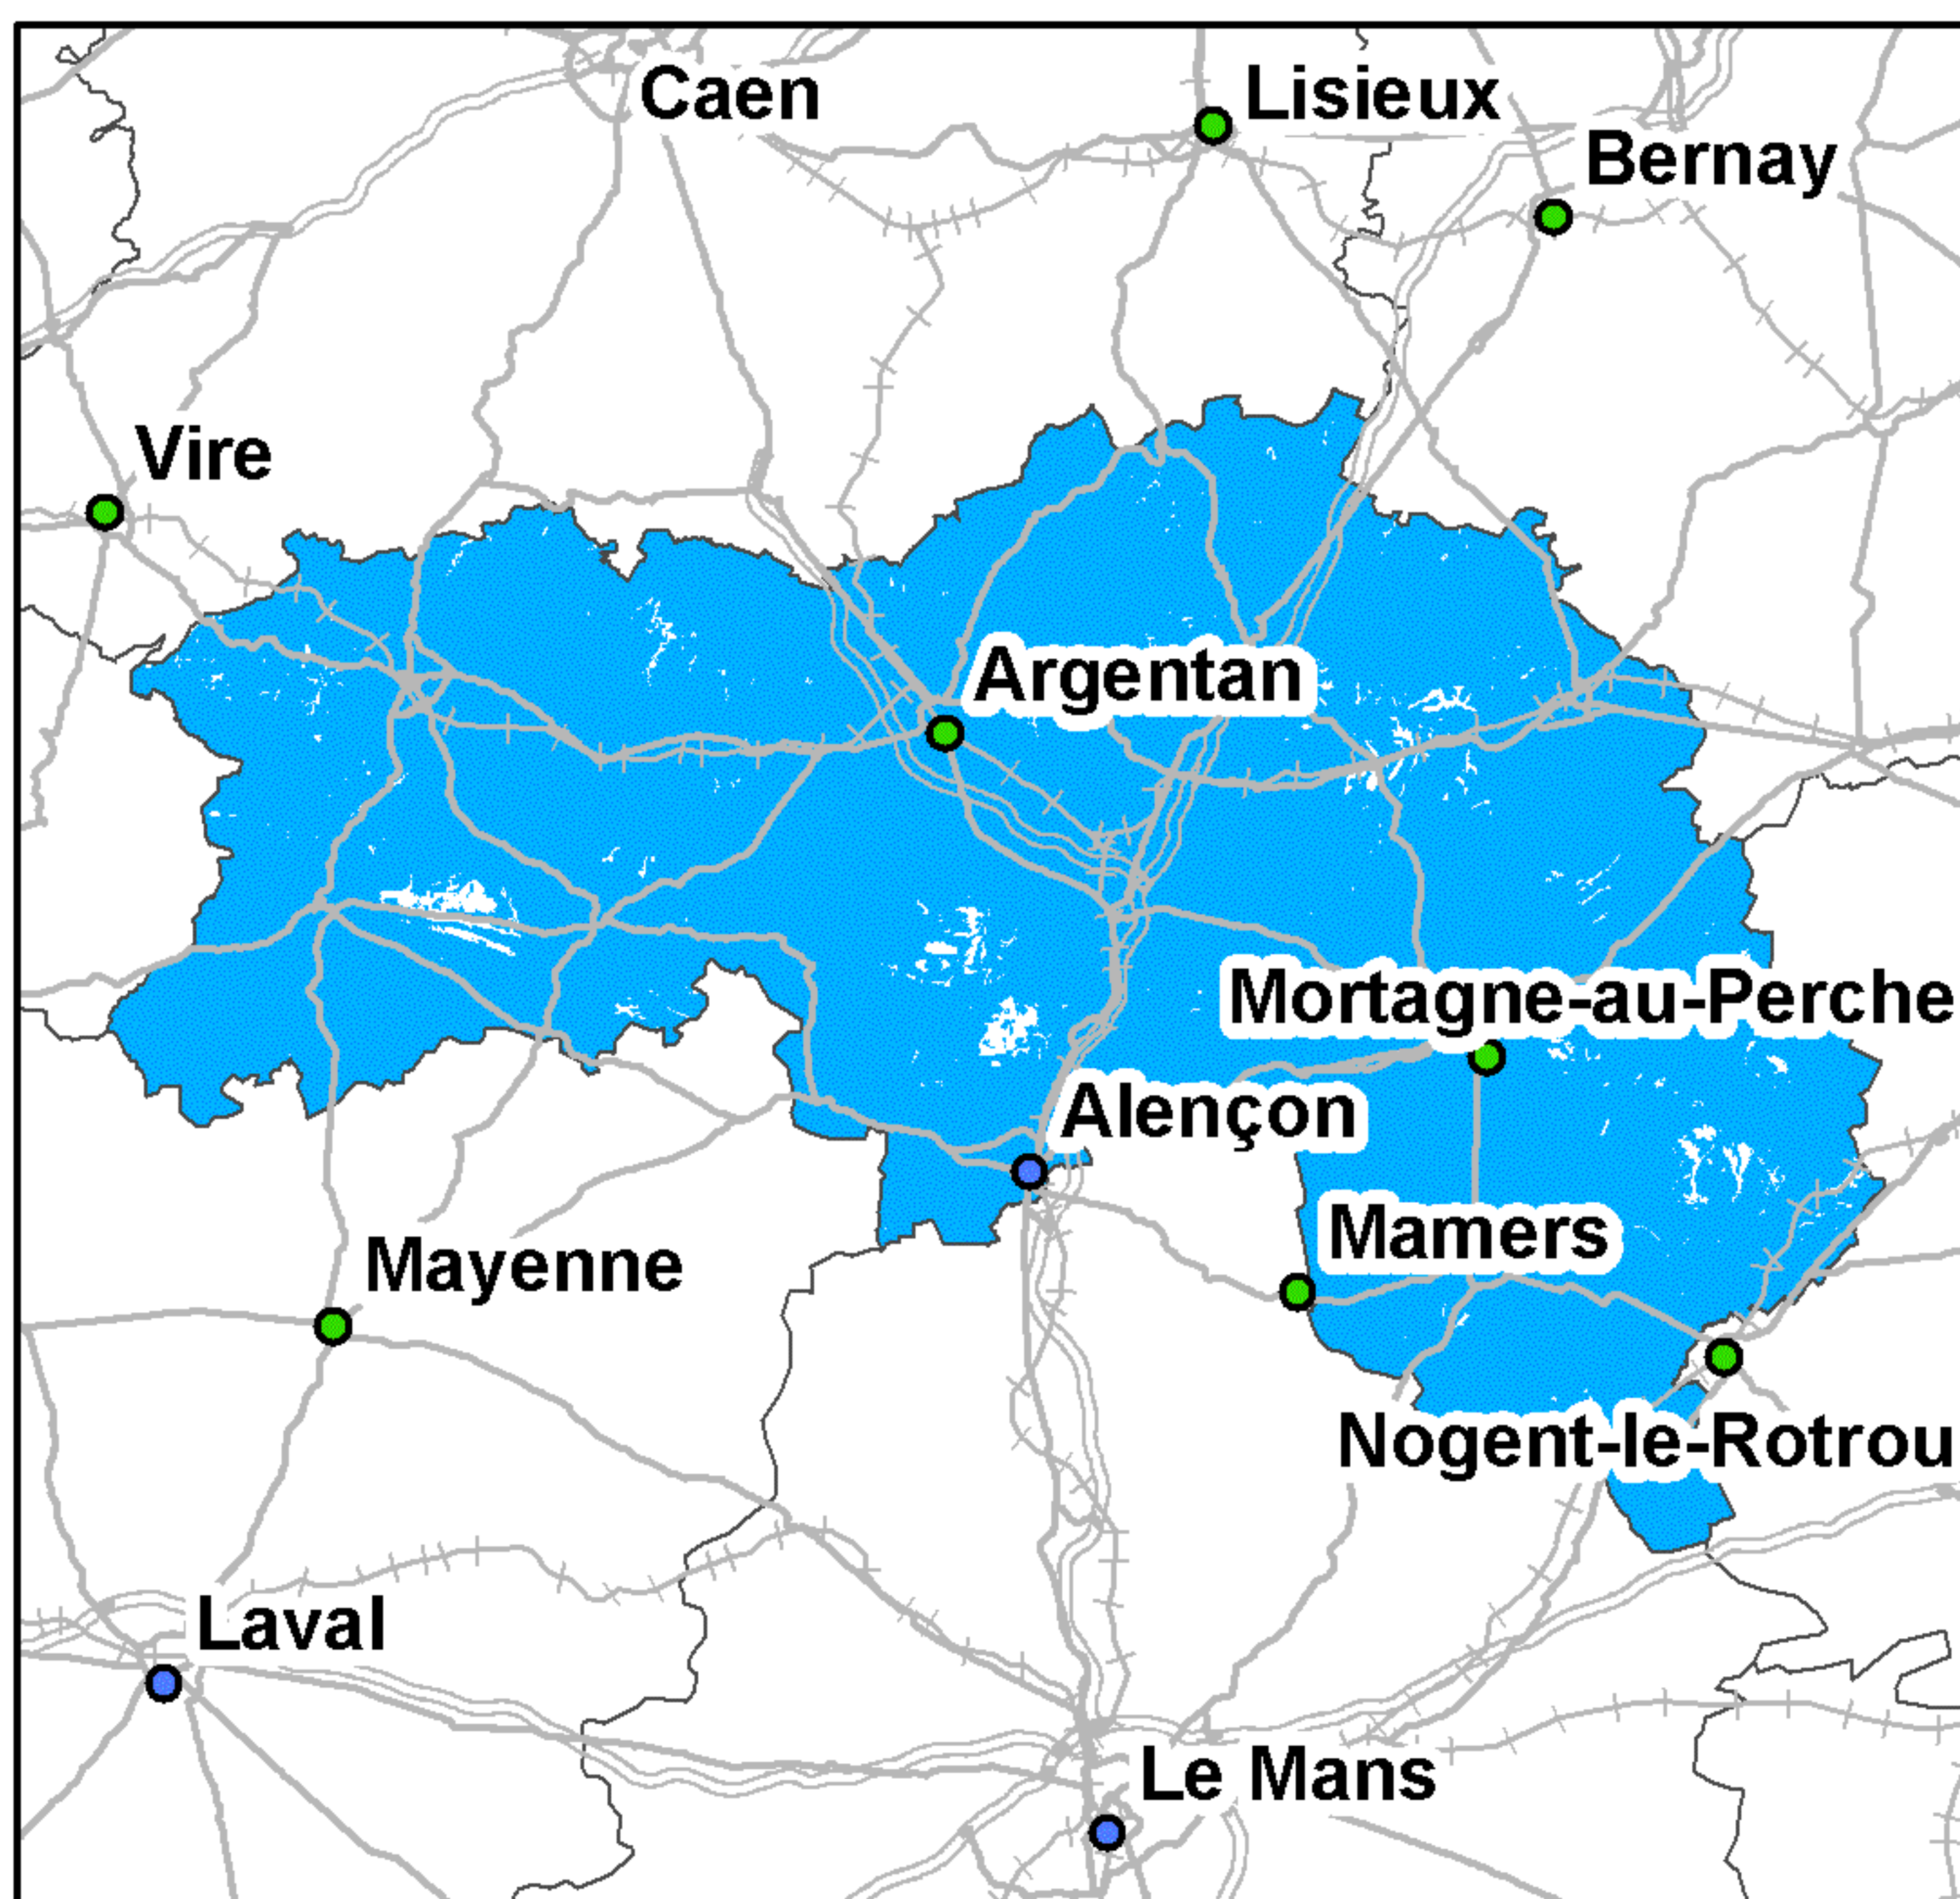 Caen
Lisieux
Bernay
Vire
Argentan
Mortagne-au-Perche
Alençon
Mamers
Mayenne
Nogent-le-Rotrou
Laval
Le Mans